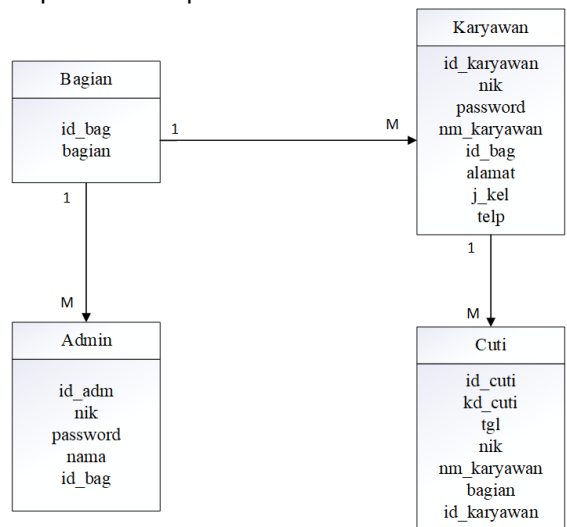 Karyawan
id_karyawan
nik
password
nm_karyawan
id_bag
alamat
j_kel
telp
Bagian
id_bag
bagian
1
M
1
M
1
M
Admin
id_adm
nik
password
nama
id_bag
Cuti
id_cuti
kd_cuti
tgl
nik
nm_karyawan
bagian
id_karyawan